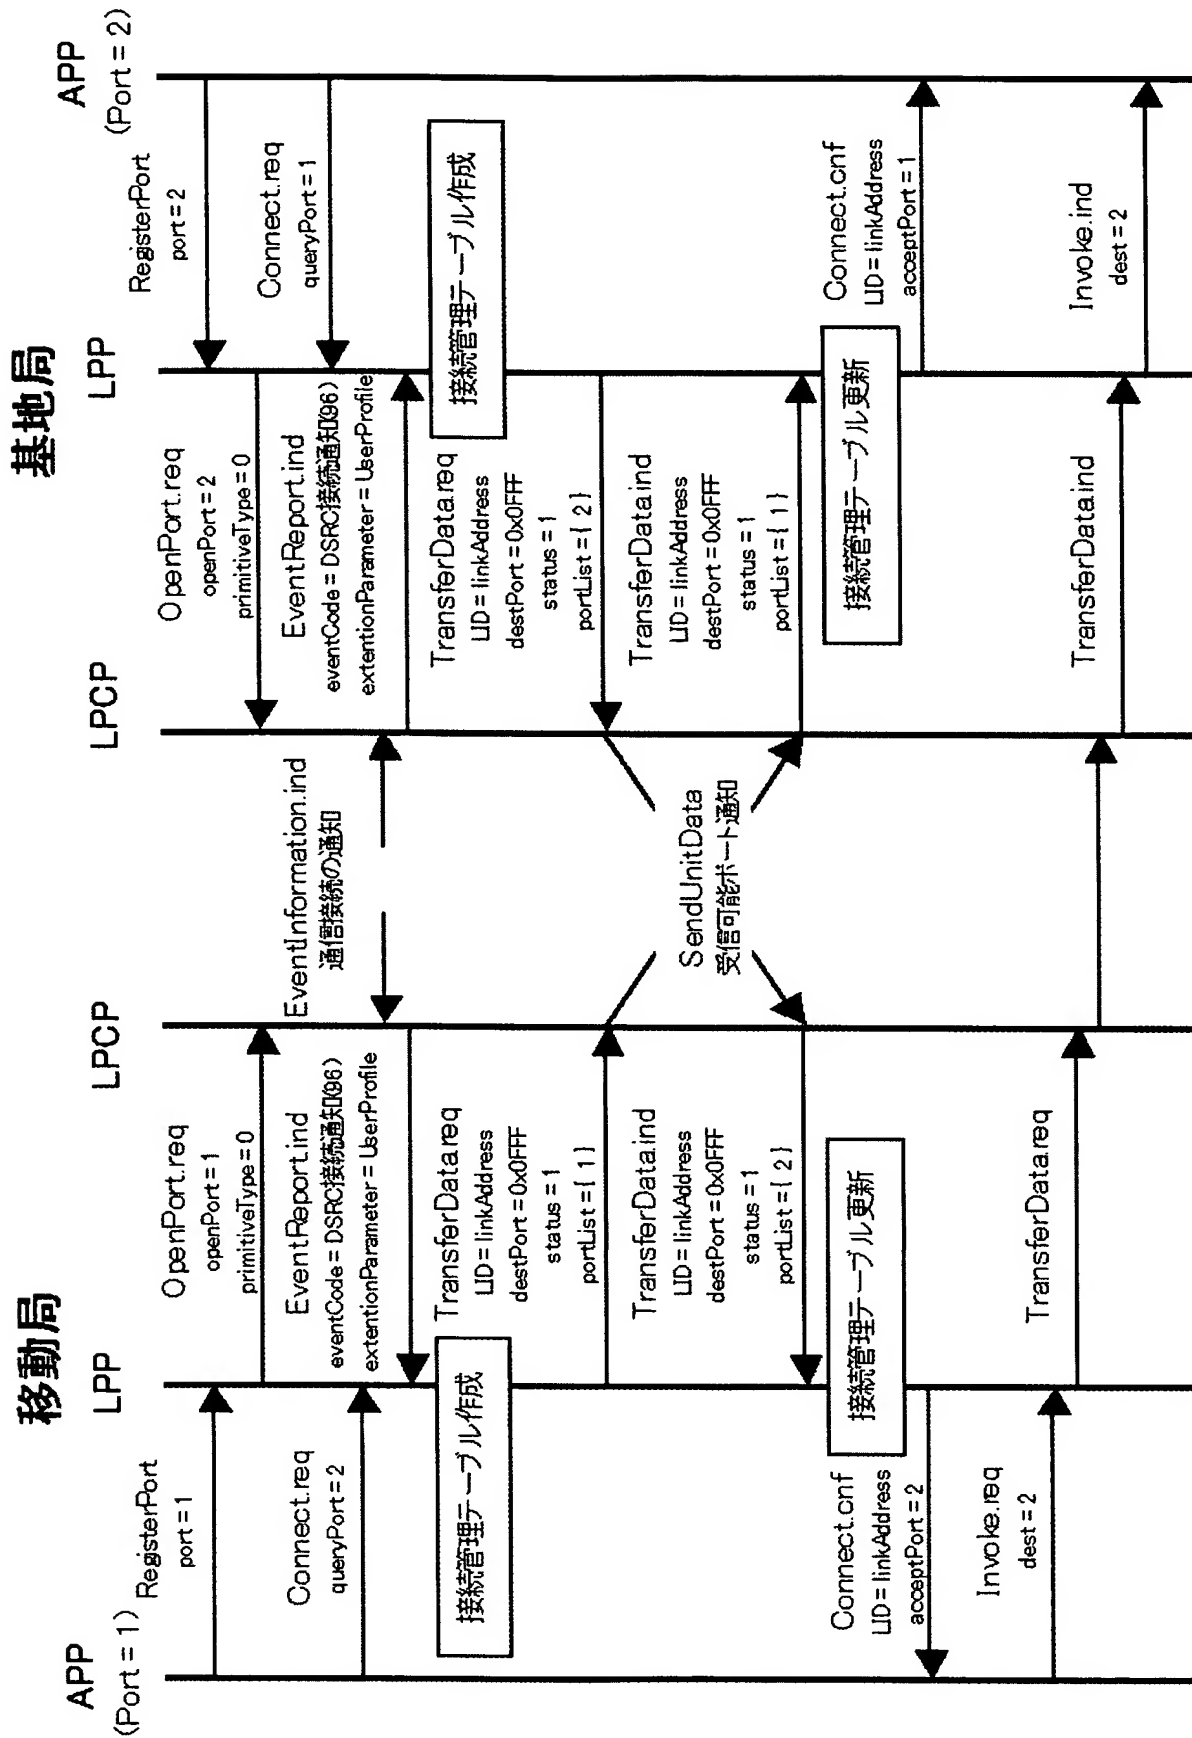 移動局
基地局
APP
(Port = 1)
LPP
LPCP
LPCP
LPP
APP
(Port = 2)
RegisterPort
port = 1
OpenPort.req
openPort = 1
primitiveType = 0
OpenPort.req
openPort = 2
primitiveType = 0
RegisterPort
port = 2
Connect.req
queryPort = 2
EventReport.ind
eventCode = DSRC接続通知(96)
extentionParameter = UserProfile
EventInformation.ind
通信接続の通知
EventReport.ind
eventCode = DSRC接続通知(96)
extentionParameter = UserProfile
Connect.req
queryPort = 1
接続管理テーブル作成
TransferData.req
LID = linkAddress
destPort = 0x0FFF
status = 1
portList = { 1 }
TransferData.req
LID = linkAddress
destPort = 0x0FFF
status = 1
portList = { 2 }
接続管理テーブル作成
TransferData.ind
LID = linkAddress
destPort = 0x0FFF
status = 1
portList = { 2 }
SendUnitData
受信可能ポート通知
TransferData.ind
LID = linkAddress
destPort = 0x0FFF
status = 1
portList = { 1 }
接続管理テーブル更新
接続管理テーブル更新
Connect.cnf
LID = linkAddress
acceptPort = 2
Connect.cnf
LID = linkAddress
acceptPort = 1
Invoke.req
dest = 2
TransferData.req
TransferData.ind
Invoke.ind
dest = 2